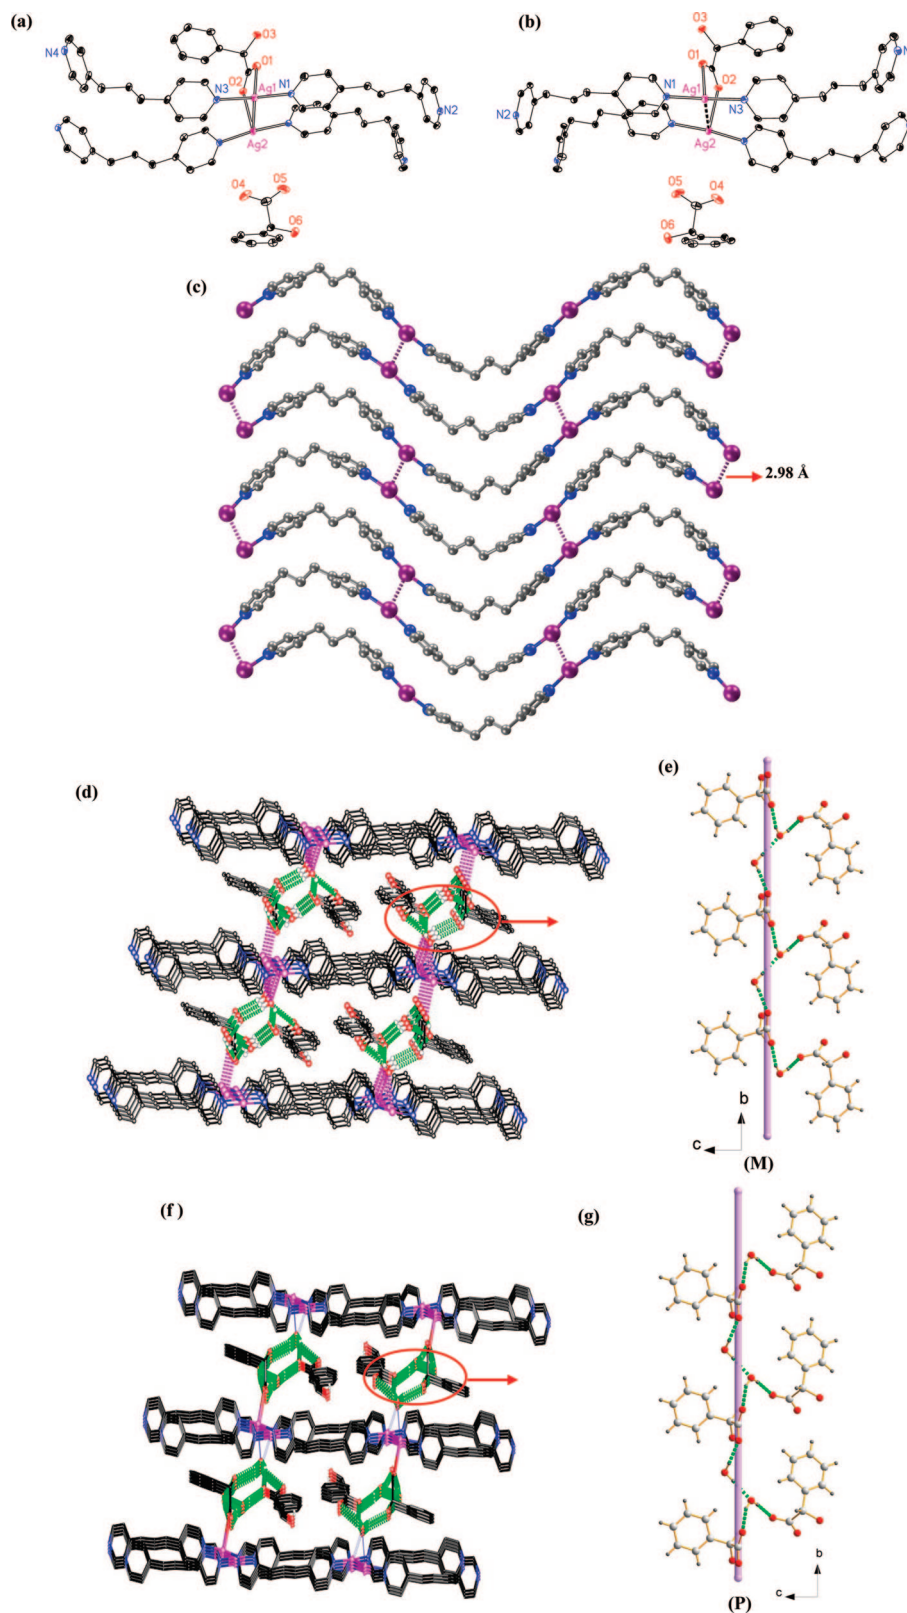 (a)
(b)
O3
O3
N4
O1
O2
Ag1
N1
N3
N2
Ag2
O1
O2
N1
Ag1
N3
N2
Ag2
N
O4
O5
O6
O5
O4
O6
(c)
2.98 Å
(d)
(e)
b
c
(M)
(f )
(g)
b
c
(P)